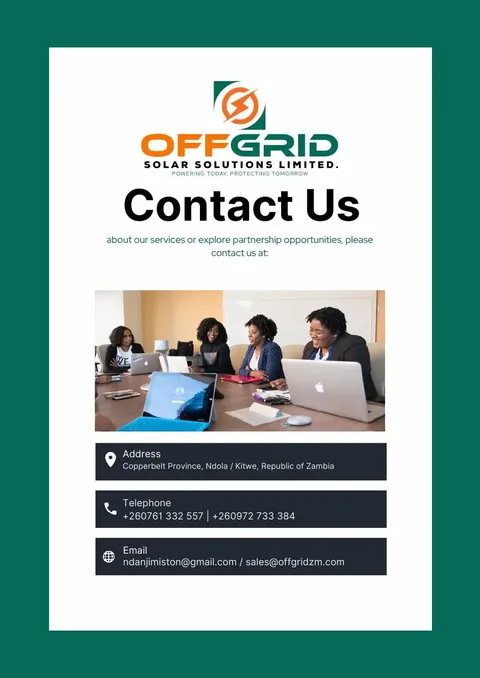 OFFGRID
SOLAR SOLUTIONS LIMITED.
POWERING TODAY, PROTECTING TOMORROW
Contact Us
about our services or explore partnership opportunities, please
contact us at:
Address
Copperbelt Province, Ndola / Kitwe, Republic of Zambia
Telephone
+260761 332 557 | +260972 733 384
Email
ndanjimiston@gmail.com / sales@offgridzm.com